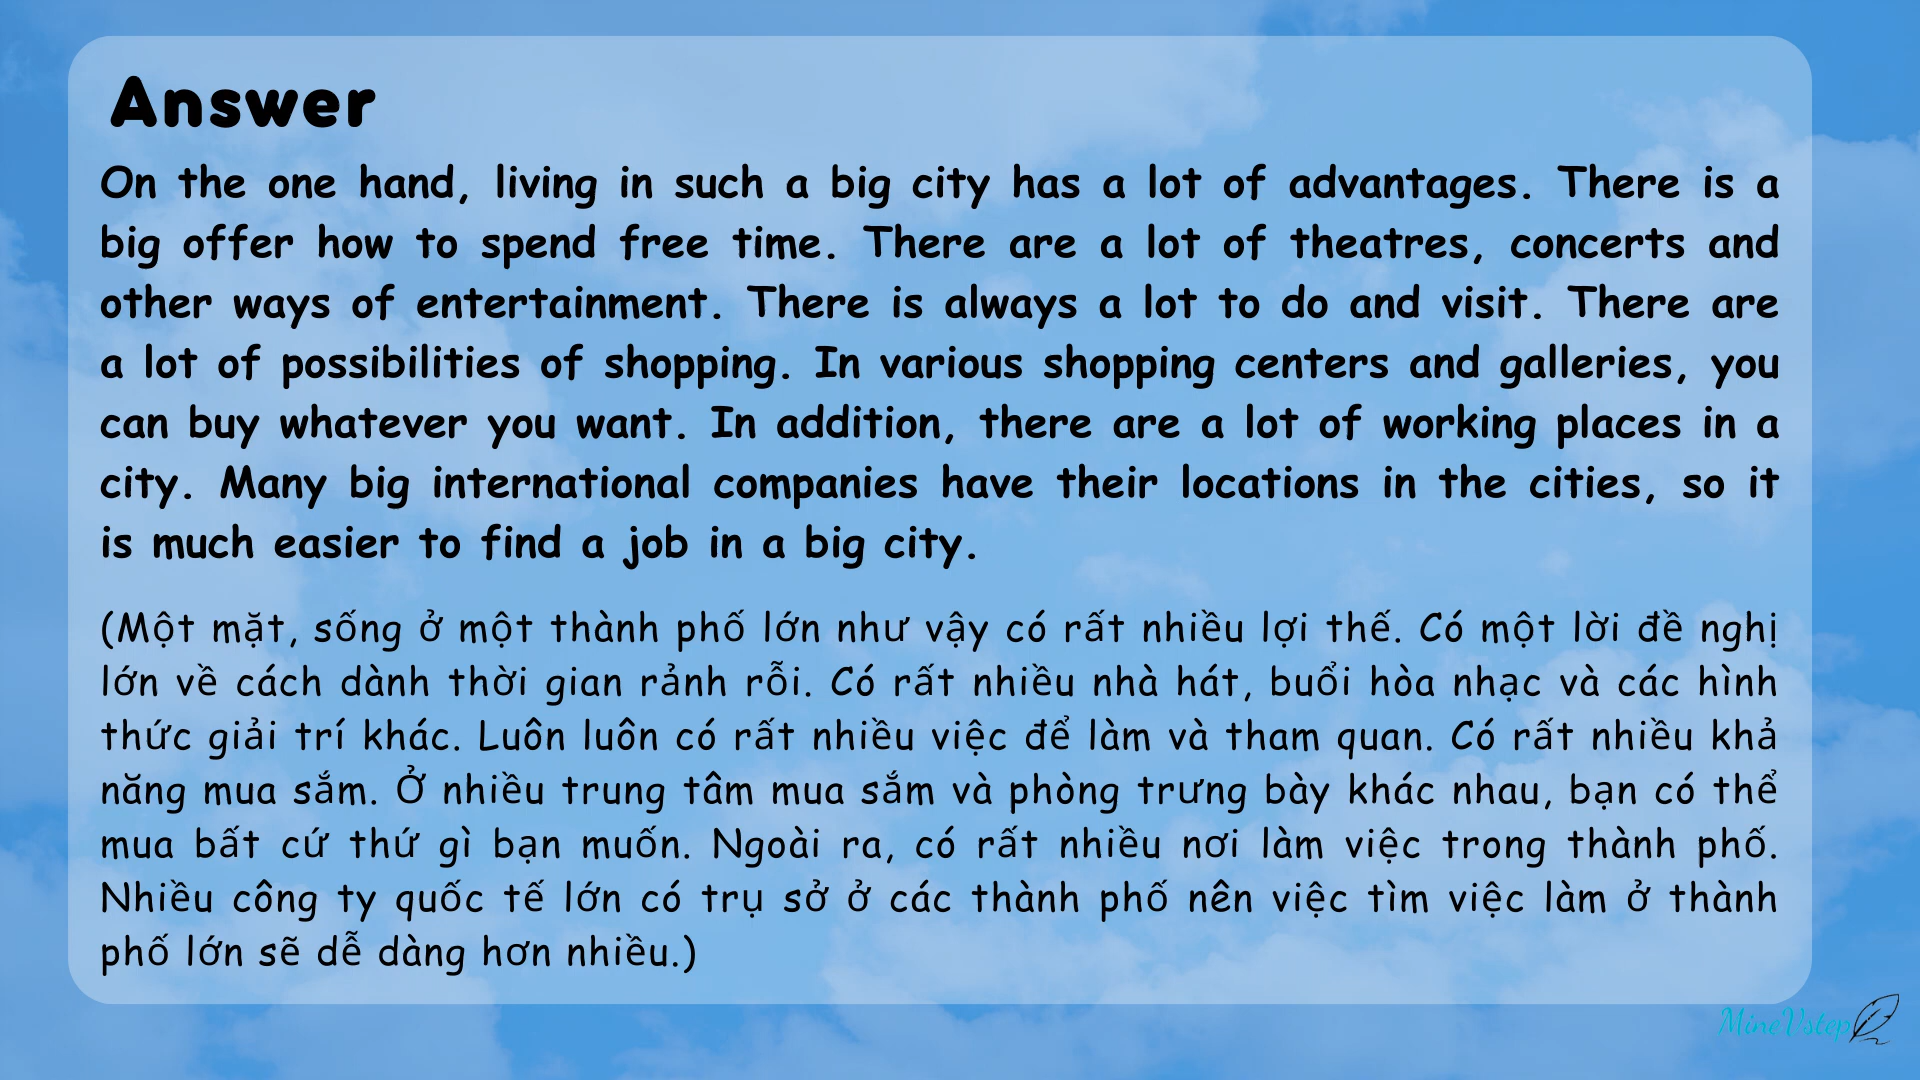 Answer
On the one hand, living in such a big city has a lot of advantages. There is a
big offer how to spend free time. There are a lot of theatres, concerts and
other ways of entertainment. There is always a lot to do and visit. There are
a lot of possibilities of shopping. In various shopping centers and galleries, you
can buy whatever you want. In addition, there are a lot of working places in a
city. Many big international companies have their locations in the cities, so it
is much easier to find a job in a big city.
(Một mặt, sống ở một thành phố lớn như vậy có rất nhiều lợi thế. Có một lời đề nghị
lớn về cách dành thời gian rảnh rỗi. Có rất nhiều nhà hát, buổi hòa nhạc và các hình
thức giải trí khác. Luôn luôn có rất nhiều việc để làm và tham quan. Có rất nhiều khả
năng mua sắm. Ở nhiều trung tâm mua sắm và phòng trưng bày khác nhau, bạn có thể
mua bất cứ thứ gì bạn muốn. Ngoài ra, có rất nhiều nơi làm việc trong thành phố.
Nhiều công ty quốc tế lớn có trụ sở ở các thành phố nên việc tìm việc làm ở thành
phố lớn sẽ dễ dàng hơn nhiều.)
MineVstep